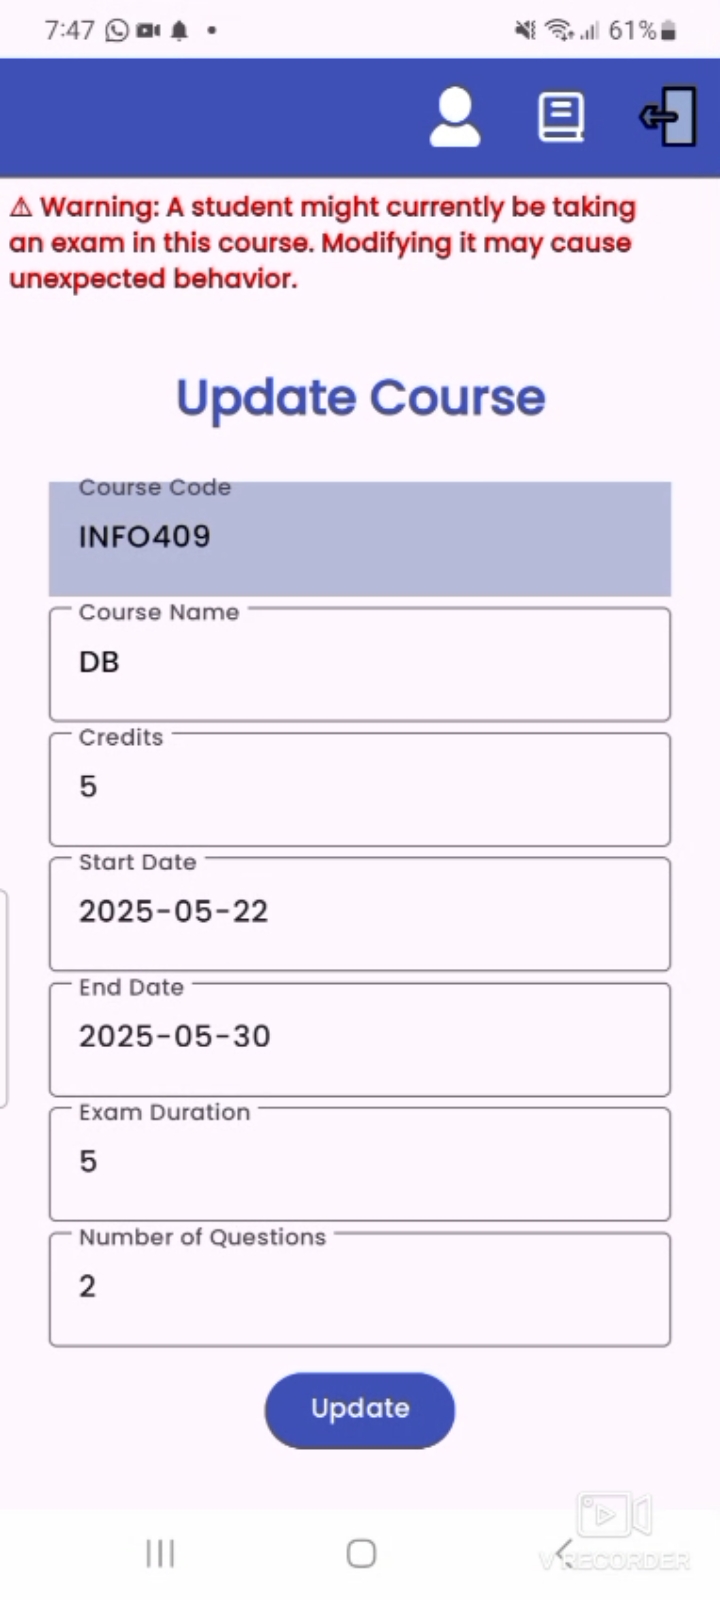 7:47
61%
⚠ Warning: A student might currently be taking
an exam in this course. Modifying it may cause
unexpected behavior.
Update Course
Course Code
INFO409
Course Name
DB
Credits
5
Start Date
2025-05-22
End Date
2025-05-30
Exam Duration
5
Number of Questions
2
Update
V RECORDER